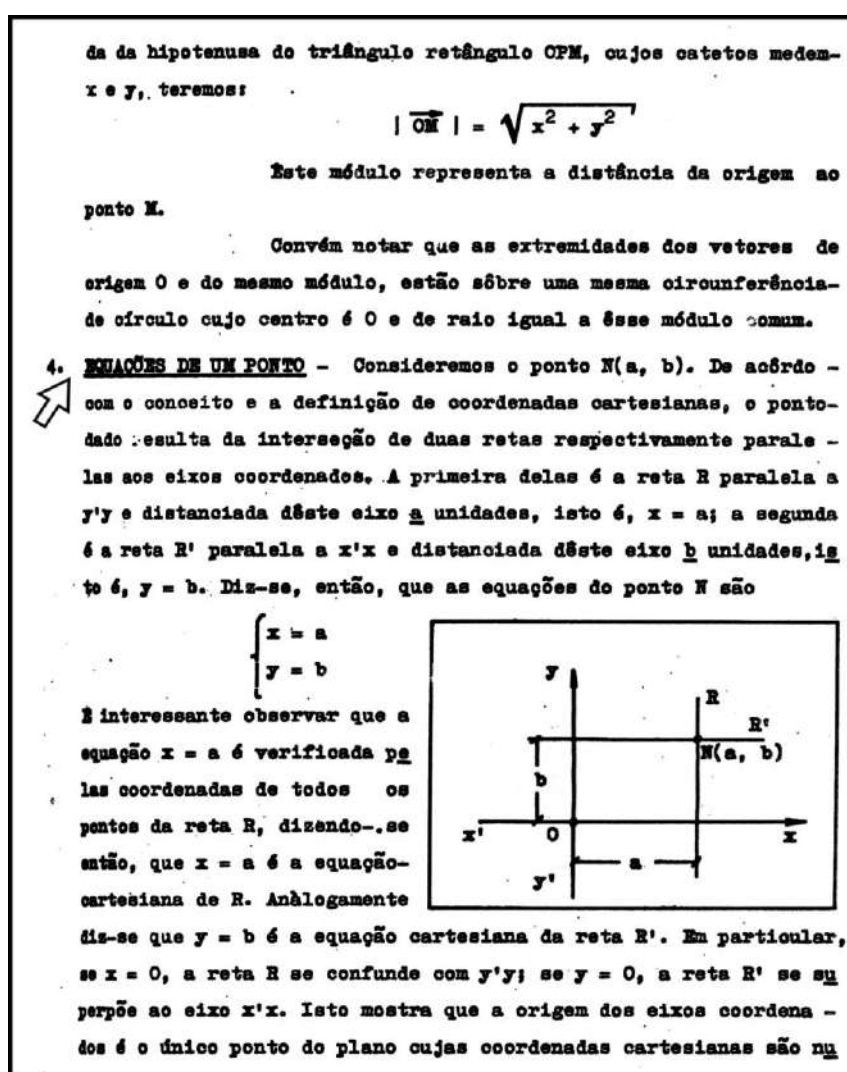 da da hipotenusa do triângulo retângulo OPM, cujos catetos medem-
x e y, teremos:
| OM | = √ x² + y²
Êste módulo representa a distância da origem ao
ponto M.
Convém notar que as extremidades dos vetores de
origem O e do mesmo módulo, estão sôbre uma mesma circunferência-
de círculo cujo centro é O e de raio igual a êsse módulo comum.
4. EQUAÇÕES DE UM PONTO - Consideremos o ponto N(a, b). De acôrdo -
com o conceito e a definição de coordenadas cartesianas, o ponto-
dado resulta da interseção de duas retas respectivamente parale -
las aos eixos coordenados. A primeira delas é a reta R paralela a
y'y e distanciada dêste eixo a unidades, isto é, x = a; a segunda
é a reta R' paralela a x'x e distanciada dêste eixo b unidades,is
to é, y = b. Diz-se, então, que as equações do ponto N são
x = a
y = b
É interessante observar que a
equação x = a é verificada pe
las coordenadas de todos os
pontos da reta R, dizendo-.se
então, que x = a é a equação-
cartesiana de R. Anàlogamente
y
R
R'
N(a, b)
b
x'
O
x
a
y'
diz-se que y = b é a equação cartesiana da reta R'. Em particular,
se x = 0, a reta R se confunde com y'y; se y = 0, a reta R' se su
perpõe ao eixo x'x. Isto mostra que a origem dos eixos coordena -
dos é o único ponto do plano cujas coordenadas cartesianas são nu